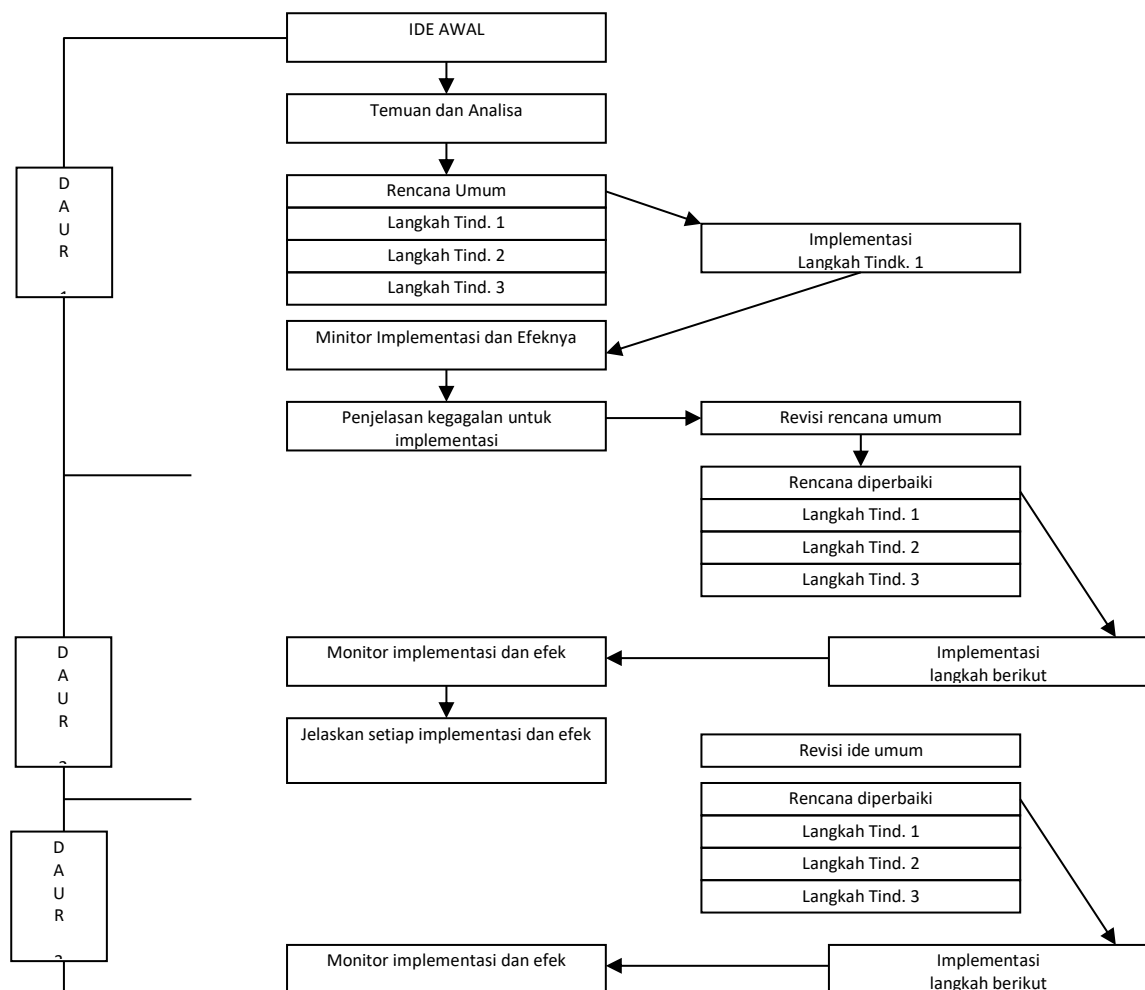 IDE AWAL
Temuan dan Analisa
D
A
U
R
Rencana Umum
Langkah Tind. 1
Langkah Tind. 2
Langkah Tind. 3
Implementasi
Langkah Tindk. 1
Minitor Implementasi dan Efeknya
Penjelasan kegagalan untuk
implementasi
Revisi rencana umum
Rencana diperbaiki
Langkah Tind. 1
Langkah Tind. 2
Langkah Tind. 3
D
A
U
R
Monitor implementasi dan efek
Implementasi
langkah berikut
Jelaskan setiap implementasi dan efek
Revisi ide umum
Rencana diperbaiki
Langkah Tind. 1
Langkah Tind. 2
Langkah Tind. 3
D
A
U
R
Monitor implementasi dan efek
Implementasi
langkah berikut